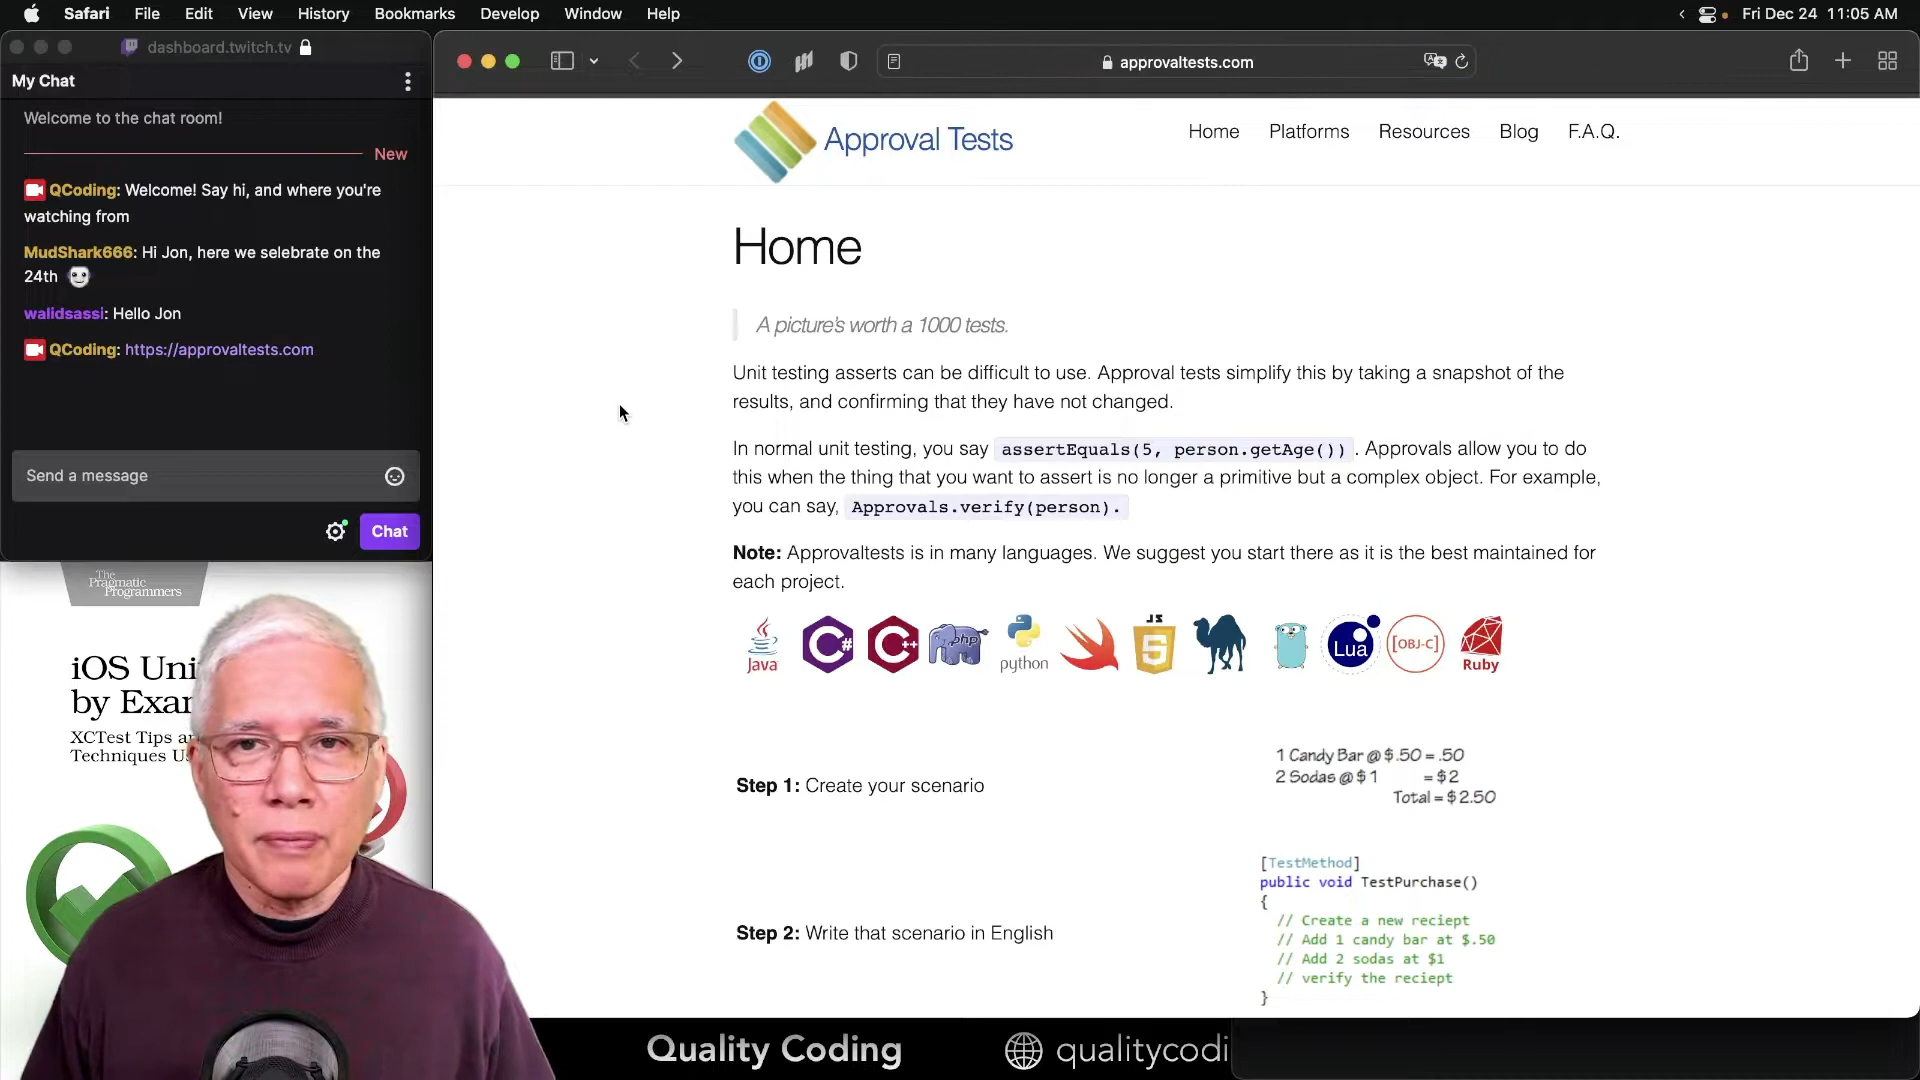 Safari File Edit View History Bookmarks Develop Window Help
Fri Dec 24 11:05 AM
dashboard.twitch.tv
My Chat
Welcome to the chat room!
New
QCoding: Welcome! Say hi, and where you're
watching from
MudShark666: Hi Jon, here we celebrate on the
24th
walidsassi: Hello Jon
QCoding: https://approvaltests.com
Send a message
Chat
The
Pragmatic
Programmers
iOS Uni
by Exam
XCTest Tips an
Techniques Us
approvaltests.com
Approval Tests
Home Platforms Resources Blog F.A.Q.
Home
A picture's worth a 1000 tests.
Unit testing asserts can be difficult to use. Approval tests simplify this by taking a snapshot of the
results, and confirming that they have not changed.
In normal unit testing, you say assertEquals(5, person.getAge()). Approvals allow you to do
this when the thing that you want to assert is no longer a primitive but a complex object. For example,
you can say, Approvals.verify(person).
Note: Approvaltests is in many languages. We suggest you start there as it is the best maintained for
each project.
Java C# C++ php python JS 5 Lua [OBJ-C] Ruby
1 Candy Bar @ $.50 = .50
2 Sodas @ $1 = $2
Total = $2.50
Step 1: Create your scenario
[TestMethod]
public void TestPurchase()
{
// Create a new reciept
// Add 1 candy bar at $.50
// Add 2 sodas at $1
// verify the reciept
}
Step 2: Write that scenario in English
Quality Coding qualitycodi